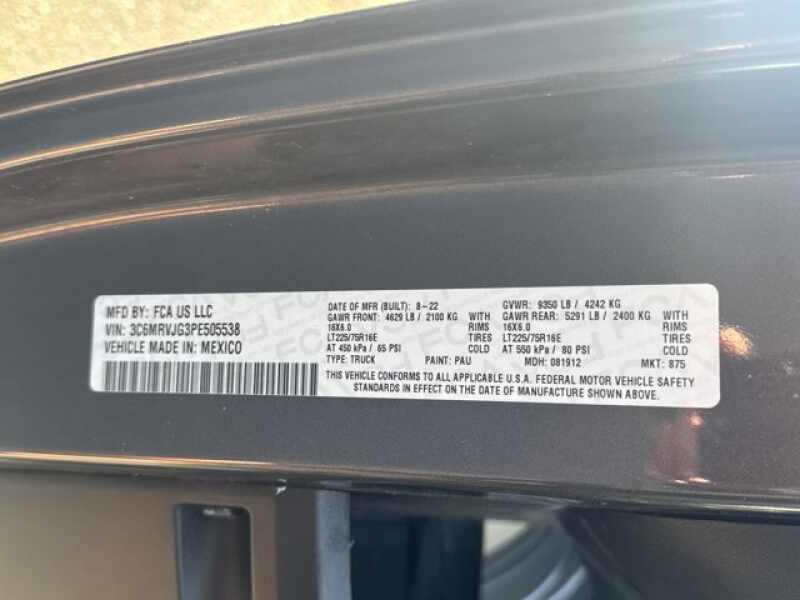 MFD BY: FCA US LLC
VIN: 3C6MRVJG3PE505538
VEHICLE MADE IN: MEXICO
DATE OF MFR (BUILT): 8-22 GVWR: 9350 LB / 4242 KG
GAWR FRONT: 4629 LB / 2100 KG WITH GAWR REAR: 5291 LB / 2400 KG WITH
16X6.0 TIRES 16X6.0 TIRES
LT225/75R16E LT225/75R16E
AT 450 kPa / 65 PSI COLD AT 550 kPa / 80 PSI COLD
TYPE: TRUCK PAINT: PAU MDH: 081912 MKT: 875
THIS VEHICLE CONFORMS TO ALL APPLICABLE U.S.A. FEDERAL MOTOR VEHICLE SAFETY
STANDARDS IN EFFECT ON THE DATE OF MANUFACTURE SHOWN ABOVE.